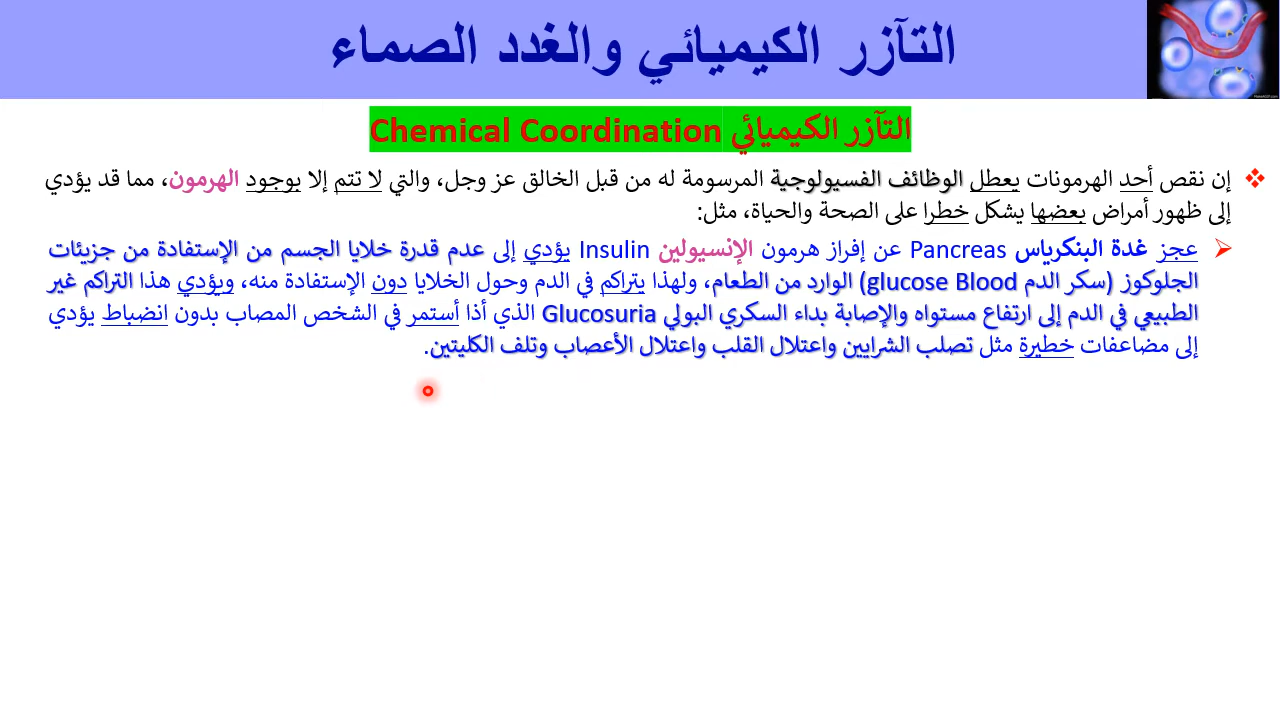 التآزر الكيميائي والغدد الصماء
التآزر الكيميائي Chemical Coordination
إن نقص أحد الهرمونات يعطل الوظائف الفسيولوجية المرسومة له من قبل الخالق عز وجل، والتي لا تتم إلا بوجود الهرمون، مما قد يؤدي
إلى ظهور أمراض بعضها يشكل خطرا على الصحة والحياة، مثل:
عجز غدة البنكرياس Pancreas عن إفراز هرمون الإنسيولين Insulin يؤدي إلى عدم قدرة خلايا الجسم من الإستفادة من جزيئات
الجلوكوز (سكر الدم glucose Blood) الوارد من الطعام، ولهذا يتراكم في الدم وحول الخلايا دون الإستفادة منه، ويؤدي هذا التراكم غير
الطبيعي في الدم إلى ارتفاع مستواه والإصابة بداء السكري البولي Glucosuria الذي أذا أستمر في الشخص المصاب بدون انضباط يؤدي
إلى مضاعفات خطيرة مثل تصلب الشرايين واعتلال القلب واعتلال الأعصاب وتلف الكليتين.